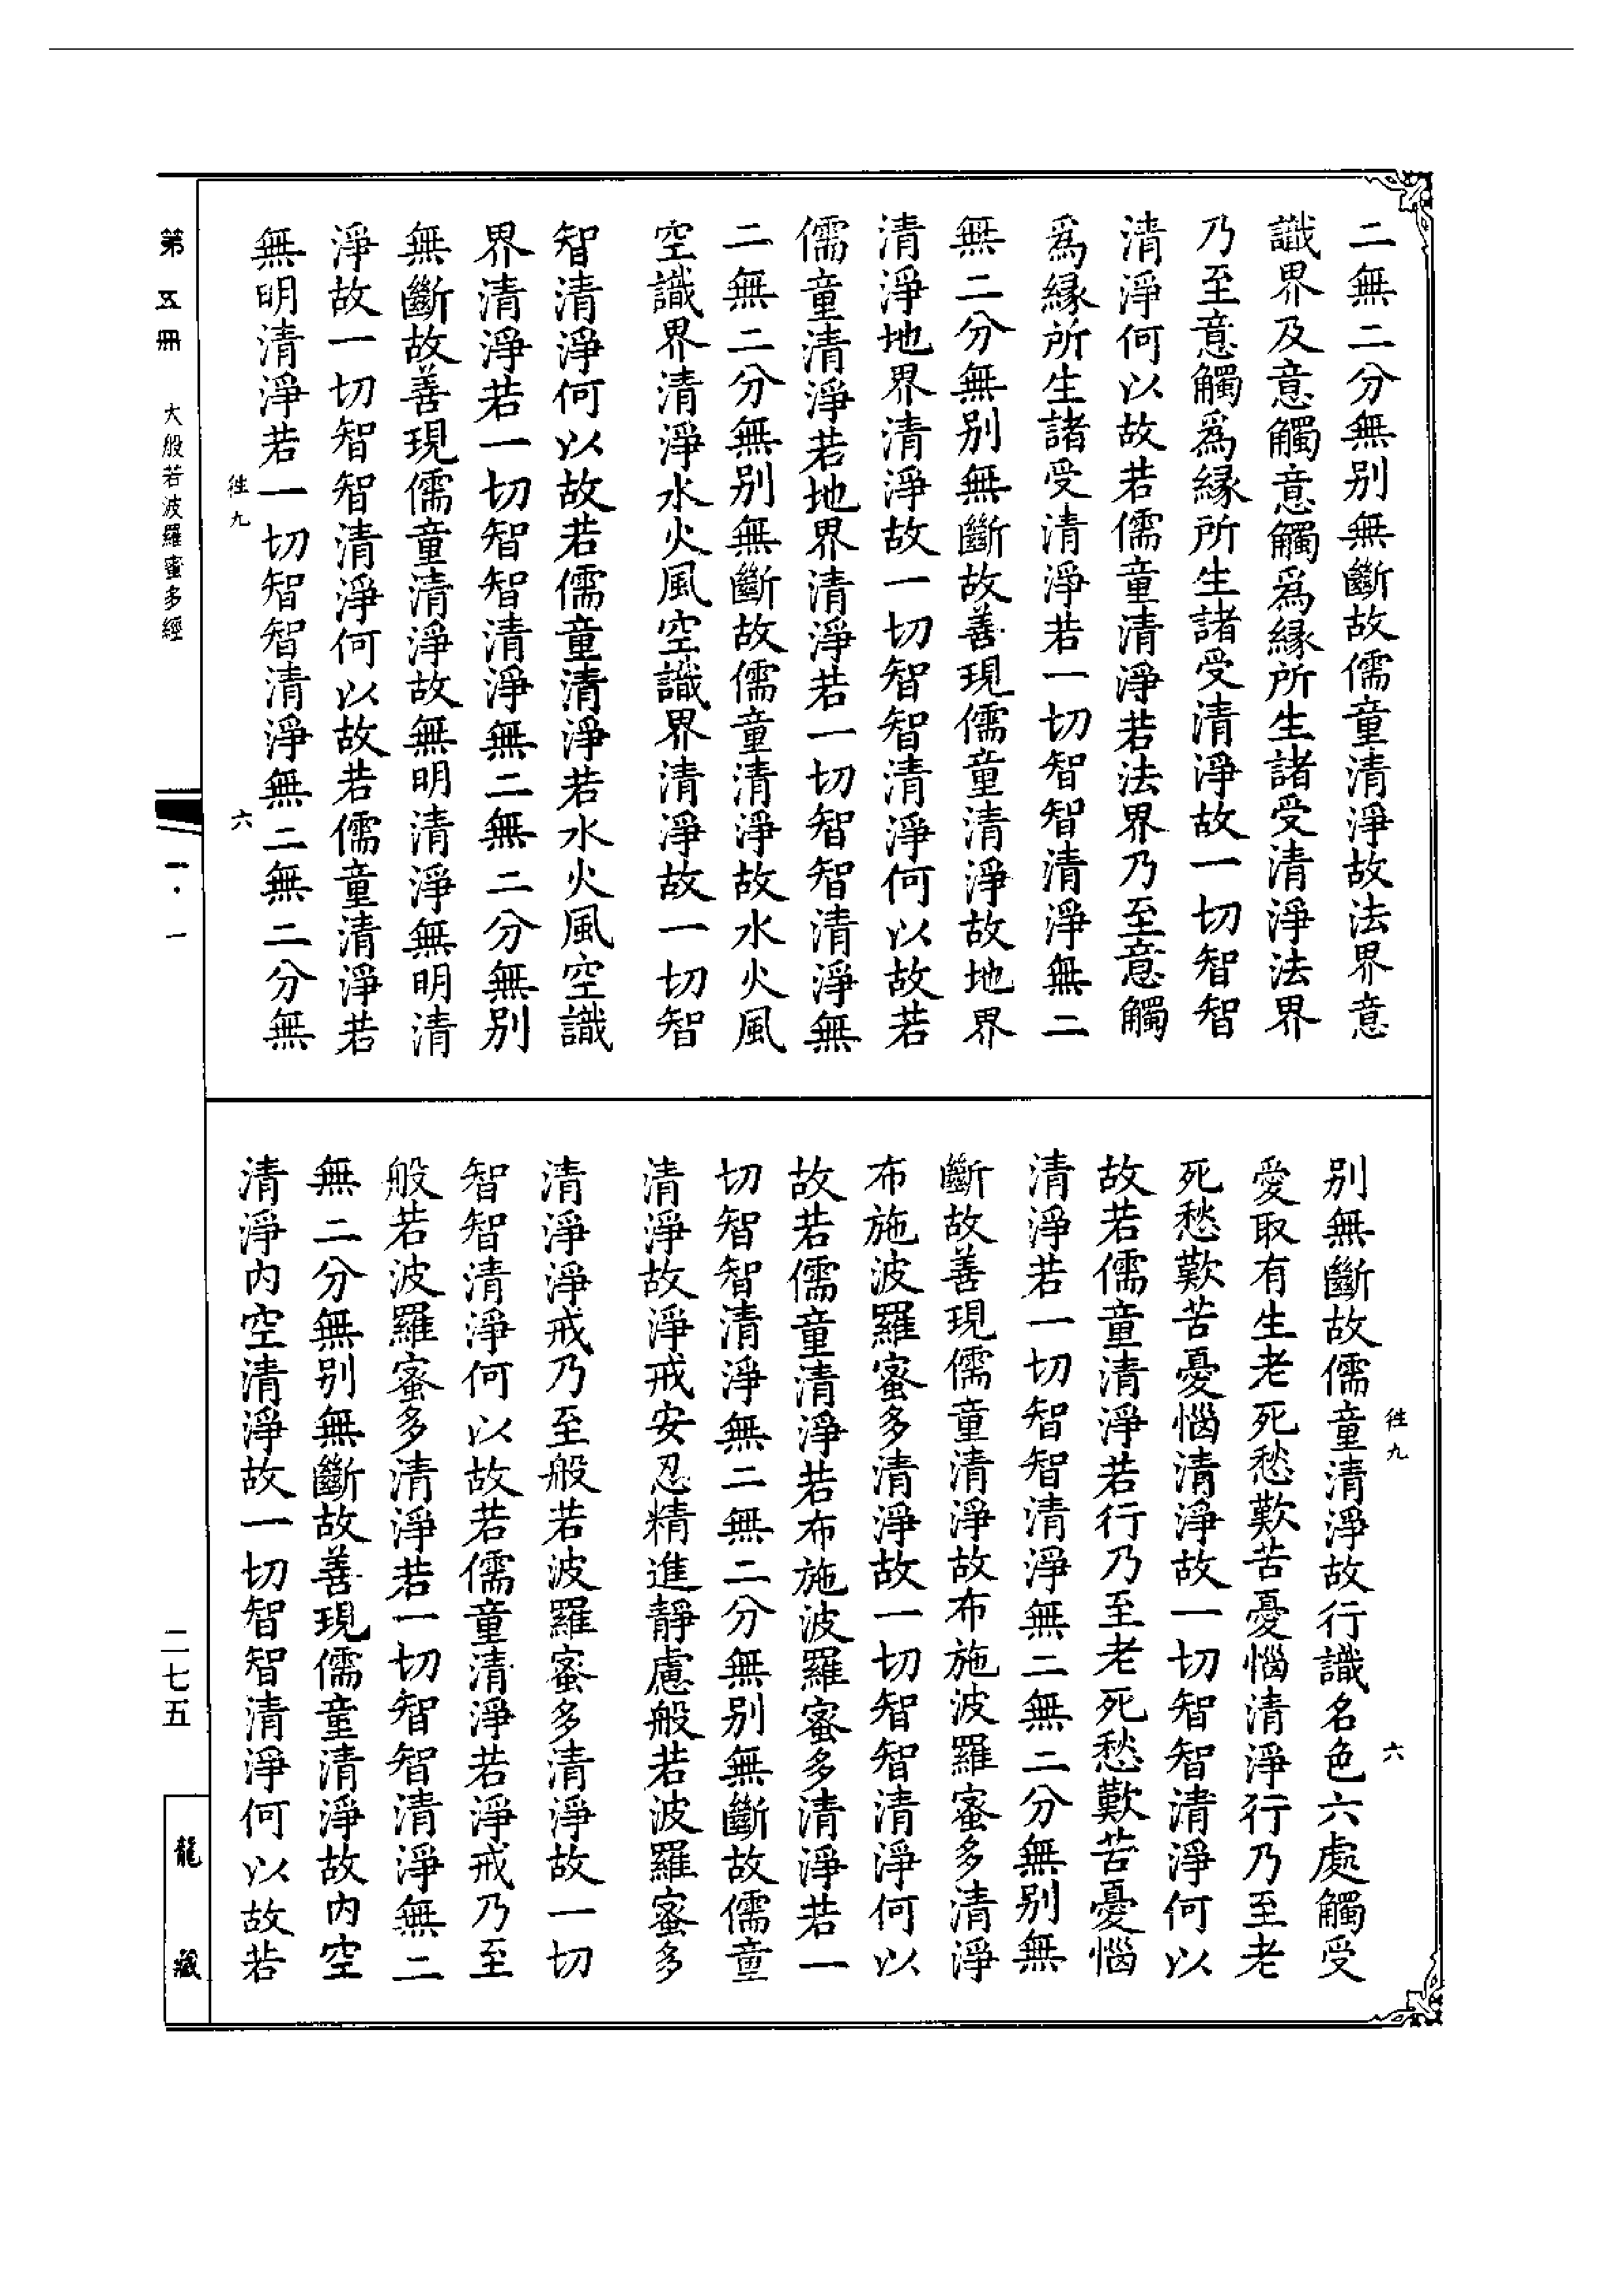 二無二分無别無斷故儒童清淨故法界意
識界及意觸意觸爲縁所生諸受清淨法界
乃至意觸爲縁所生諸受清淨故一切智智
清淨何以故若儒童清淨若法界乃至意觸
爲縁所生諸受清淨若一切智智清淨無二
無二分無别無斷故善現儒童清淨故地界
清淨地界清淨故一切智智清淨何以故若
儒童清淨若地界清淨若一切智智清淨無
二無二分無别無斷故儒童清淨故水火風
空識界清淨水火風空識界清淨故一切智
智清淨何以故若儒童清淨若水火風空識
界清淨若一切智智清淨無二無二分無别
無斷故善現儒童清淨故無明清淨無明清
淨故一切智智清淨何以故若儒童清淨若
無明清淨若一切智智清淨無二無二分無
徃九
六
徃九
六
别無斷故儒童清淨故行識名色六處觸受
愛取有生老死愁歎苦憂惱清淨行乃至老
死愁歎苦憂惱清淨故一切智智清淨何以
故若儒童清淨若行乃至老死愁歎苦憂惱
清淨若一切智智清淨無二無二分無别無
斷故善現儒童清淨故布施波羅蜜多清淨
布施波羅蜜多清淨故一切智智清淨何以
故若儒童清淨若布施波羅蜜多清淨若一
切智智清淨無二無二分無别無斷故儒童
清淨故淨戒安忍精進靜慮般若波羅蜜多
清淨淨戒乃至般若波羅蜜多清淨故一切
智智清淨何以故若儒童清淨若淨戒乃至
般若波羅蜜多清淨若一切智智清淨無二
無二分無别無斷故善現儒童清淨故内空
清淨内空清淨故一切智智清淨何以故若
第五冊 大般若波羅蜜多經 一·一
二七五
龍藏